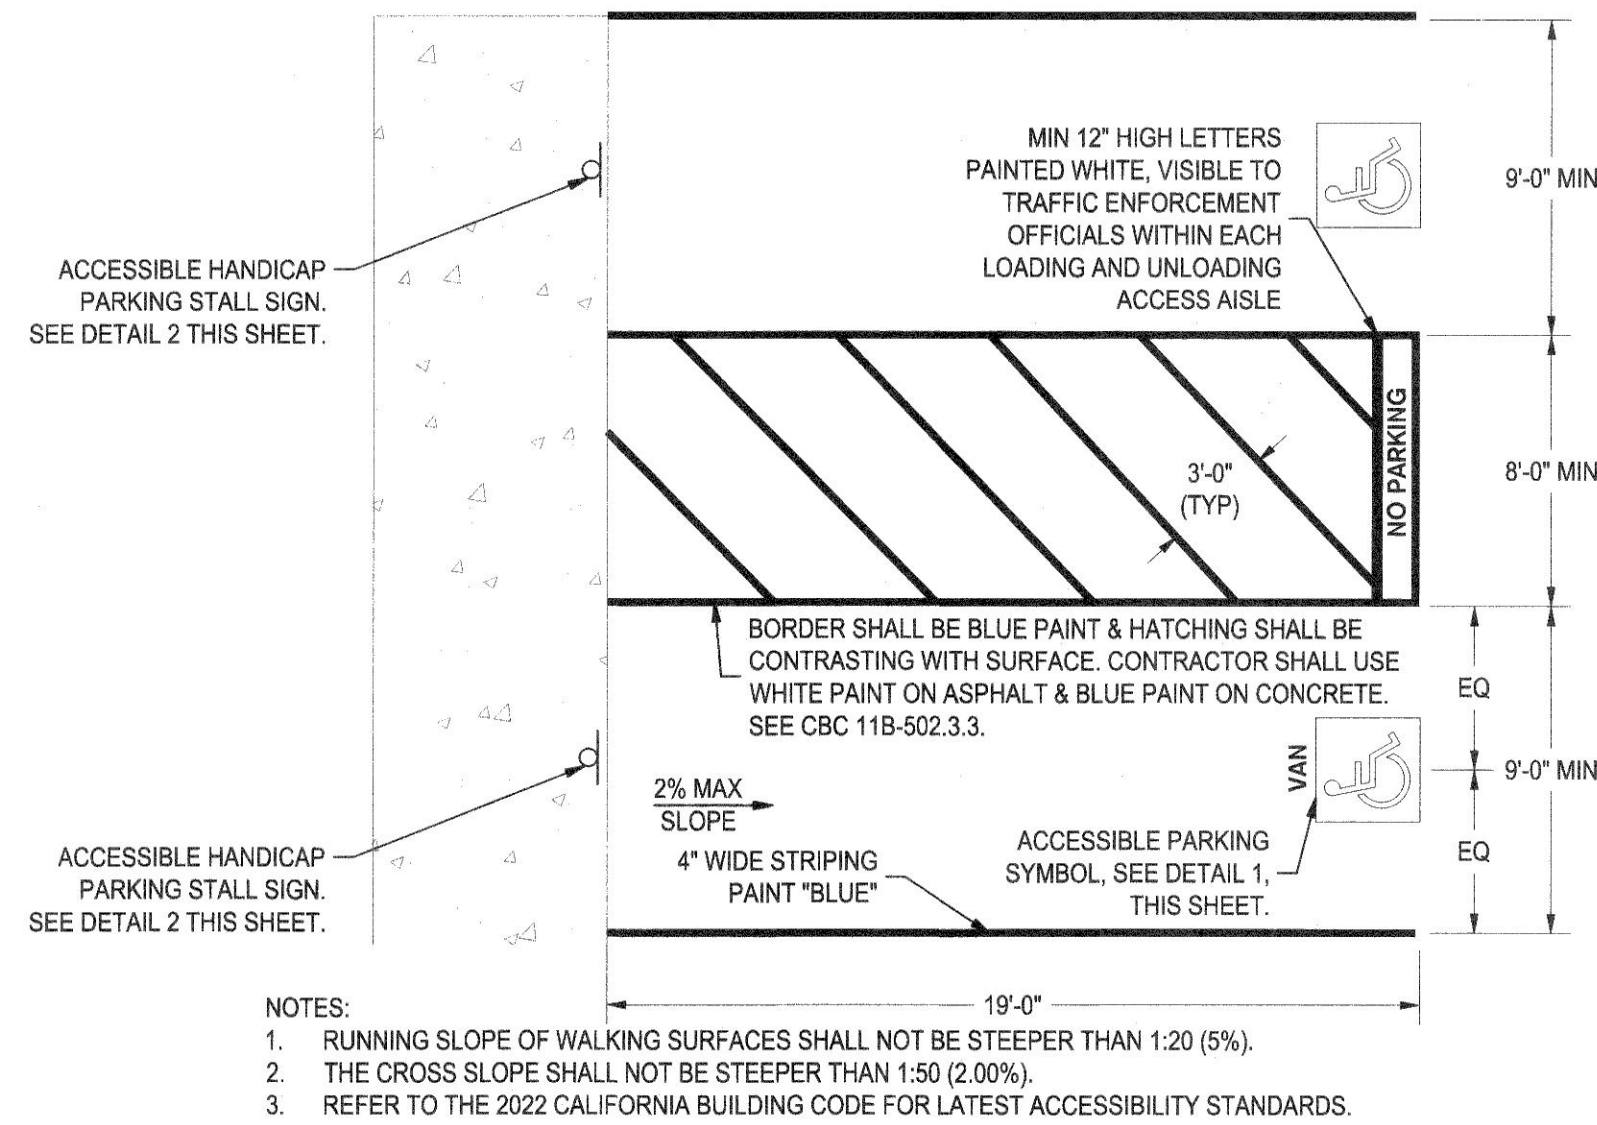 MIN 12" HIGH LETTERS
PAINTED WHITE, VISIBLE TO
TRAFFIC ENFORCEMENT
OFFICIALS WITHIN EACH
LOADING AND UNLOADING
ACCESS AISLE
9'-0" MIN
ACCESSIBLE HANDICAP
PARKING STALL SIGN.
SEE DETAIL 2 THIS SHEET.
3'-0"
(TYP)
NO PARKING
8'-0" MIN
BORDER SHALL BE BLUE PAINT & HATCHING SHALL BE
CONTRASTING WITH SURFACE. CONTRACTOR SHALL USE
WHITE PAINT ON ASPHALT & BLUE PAINT ON CONCRETE.
SEE CBC 11B-502.3.3.
EQ
VAN
9'-0" MIN
2% MAX
SLOPE
EQ
ACCESSIBLE HANDICAP
PARKING STALL SIGN.
SEE DETAIL 2 THIS SHEET.
4" WIDE STRIPING
PAINT "BLUE"
ACCESSIBLE PARKING
SYMBOL, SEE DETAIL 1,
THIS SHEET.
19'-0"
NOTES:
1. RUNNING SLOPE OF WALKING SURFACES SHALL NOT BE STEEPER THAN 1:20 (5%).
2. THE CROSS SLOPE SHALL NOT BE STEEPER THAN 1:50 (2.00%).
3. REFER TO THE 2022 CALIFORNIA BUILDING CODE FOR LATEST ACCESSIBILITY STANDARDS.